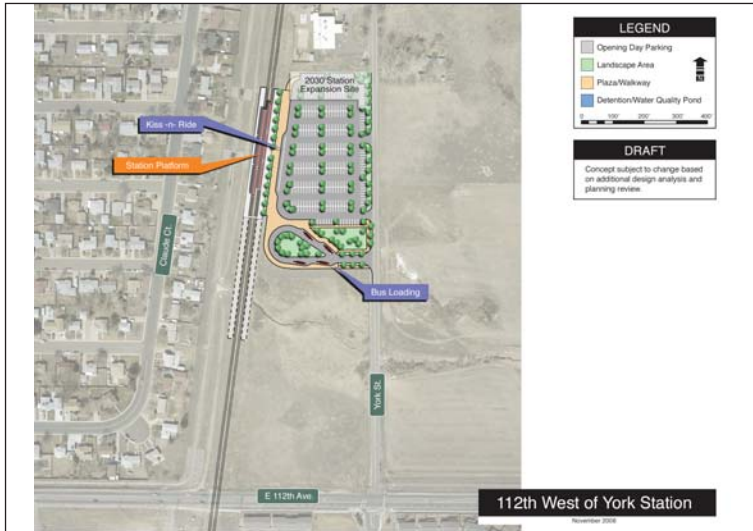 2030 Station
Expansion Site
Kiss -n- Ride
Station Platform
Claude Ct.
Bus Loading
York St.
E 112th Ave.
LEGEND
Opening Day Parking
Landscape Area
Plaza/Walkway
Detention/Water Quality Pond
N
0 100' 200' 300' 400'
DRAFT
Concept subject to change based
on additional design analysis and
planning review.
112th West of York Station
November 2008